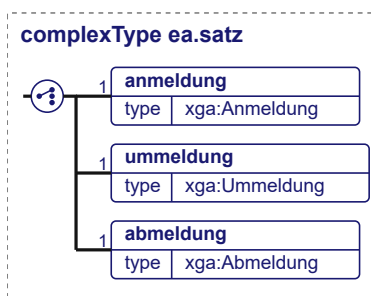 complexType ea.satz
1 anmeldung
type xga:Anmeldung
1 ummeldung
type xga:Ummeldung
1 abmeldung
type xga:Abmeldung